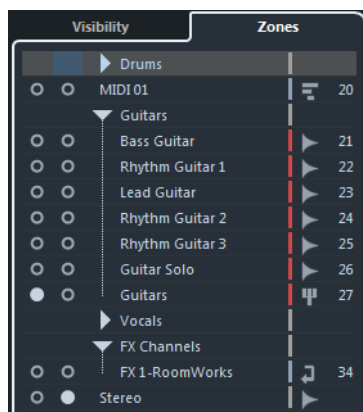 Visibility Zones
Drums
MIDI 01 20
Guitars
Bass Guitar 21
Rhythm Guitar 1 22
Lead Guitar 23
Rhythm Guitar 2 24
Rhythm Guitar 3 25
Guitar Solo 26
Guitars 27
Vocals
FX Channels
FX 1-RoomWorks 34
Stereo